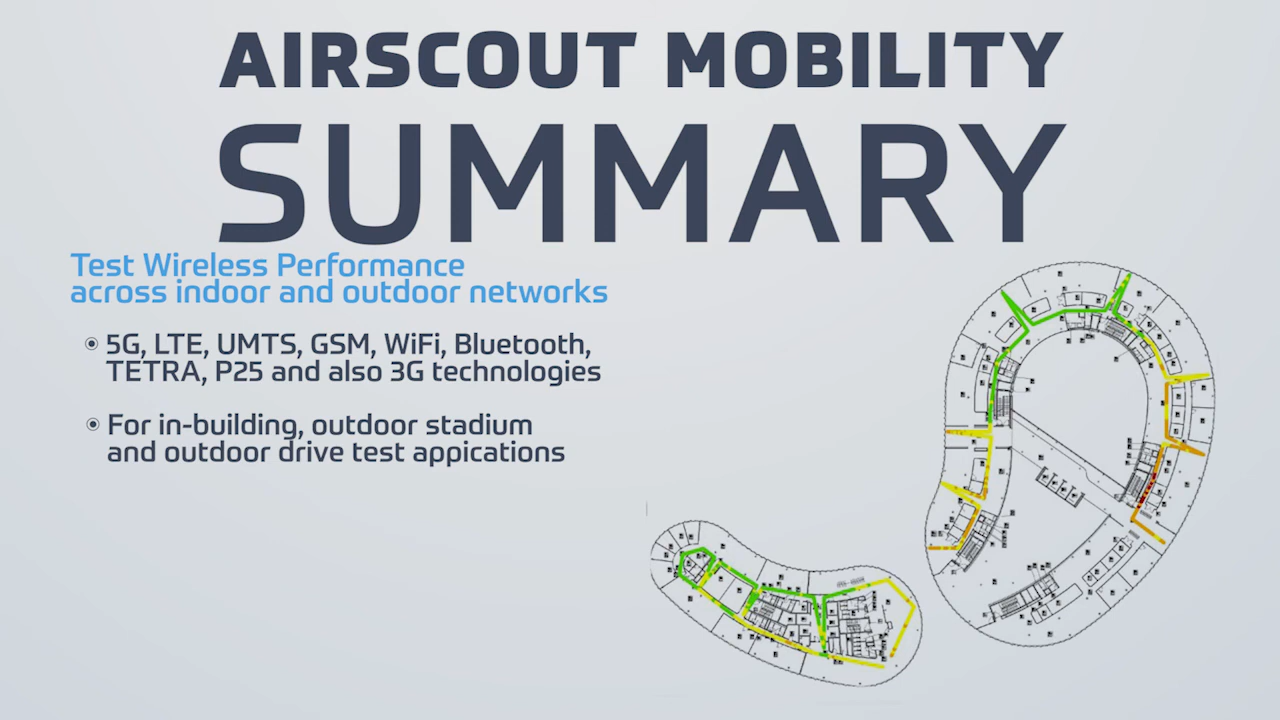 AIRSCOUT MOBILITY
SUMMARY
Test Wireless Performance
across indoor and outdoor networks
5G, LTE, UMTS, GSM, WiFi, Bluetooth,
TETRA, P25 and also 3G technologies
For in-building, outdoor stadium
and outdoor drive test appications